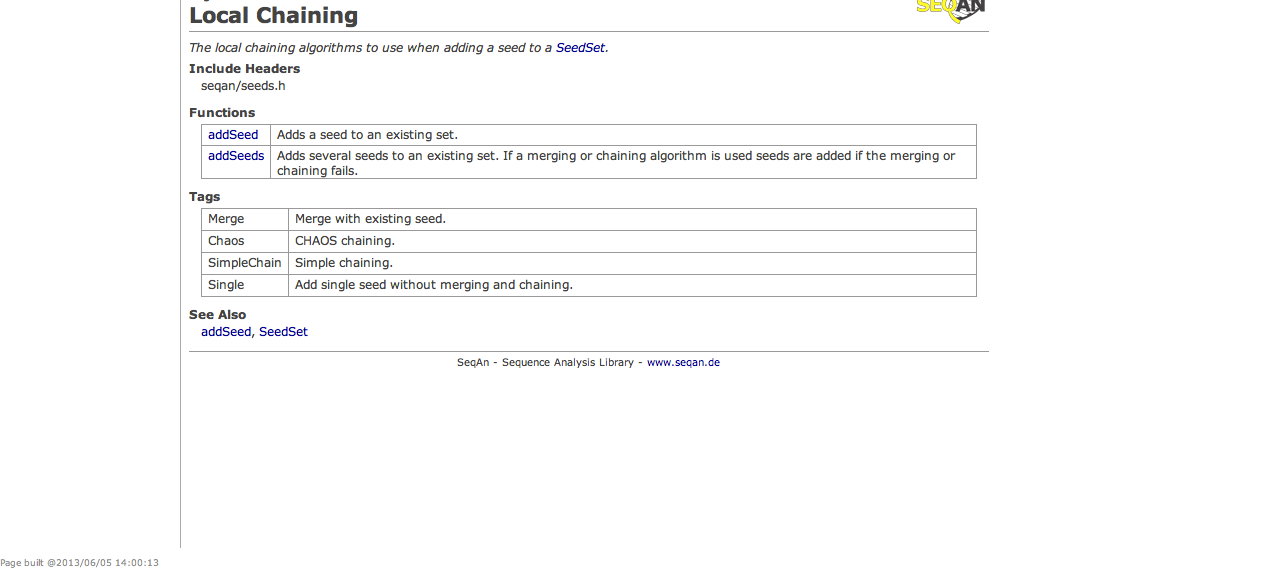 SEQAN
Local Chaining
The local chaining algorithms to use when adding a seed to a SeedSet.
Include Headers
seqan/seeds.h
Functions
addSeed Adds a seed to an existing set.
addSeeds Adds several seeds to an existing set. If a merging or chaining algorithm is used seeds are added if the merging or
chaining fails.
Tags
Merge Merge with existing seed.
Chaos CHAOS chaining.
SimpleChain Simple chaining.
Single Add single seed without merging and chaining.
See Also
addSeed, SeedSet
SeqAn - Sequence Analysis Library - www.seqan.de
Page built @2013/06/05 14:00:13